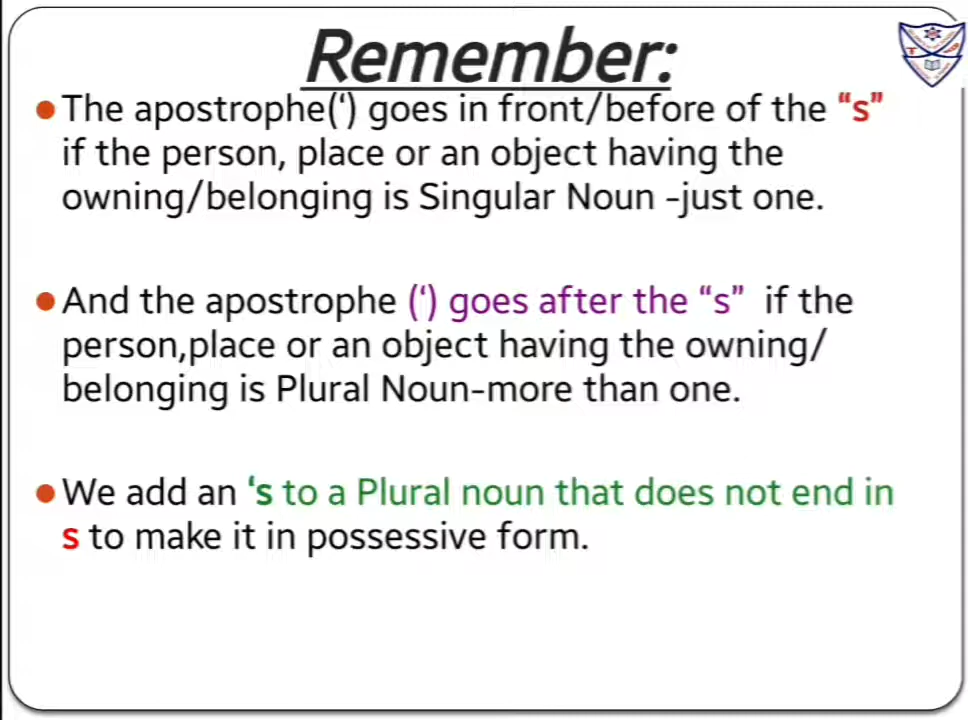 Remember:
The apostrophe(‘) goes in front/before of the “s”
if the person, place or an object having the
owning/belonging is Singular Noun -just one.
And the apostrophe (‘) goes after the “s” if the
person,place or an object having the owning/
belonging is Plural Noun-more than one.
We add an ‘s to a Plural noun that does not end in
s to make it in possessive form.